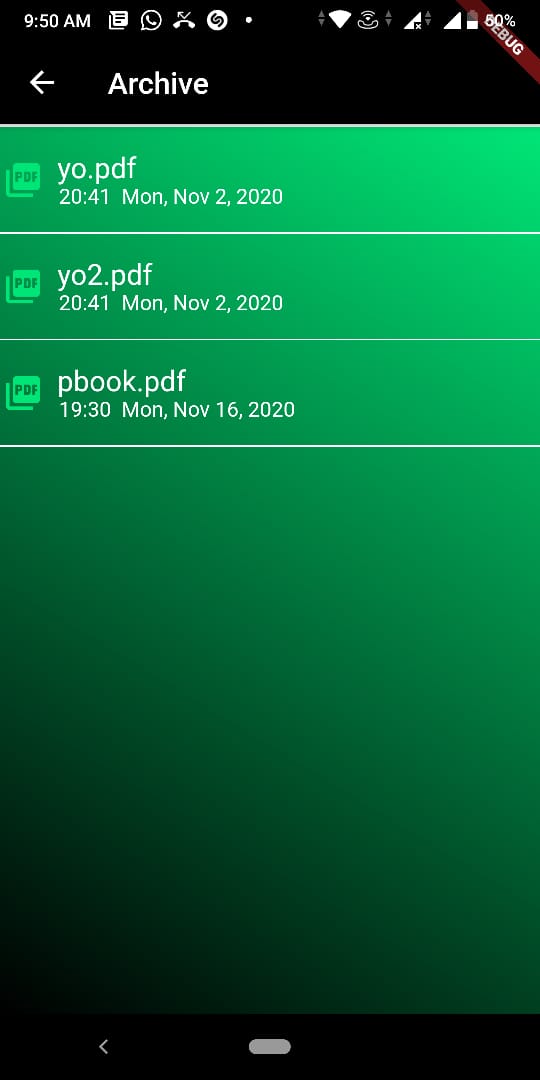 9:50 AM
60%
DEBUG
Archive
PDF
yo.pdf
20:41 Mon, Nov 2, 2020
PDF
yo2.pdf
20:41 Mon, Nov 2, 2020
PDF
pbook.pdf
19:30 Mon, Nov 16, 2020